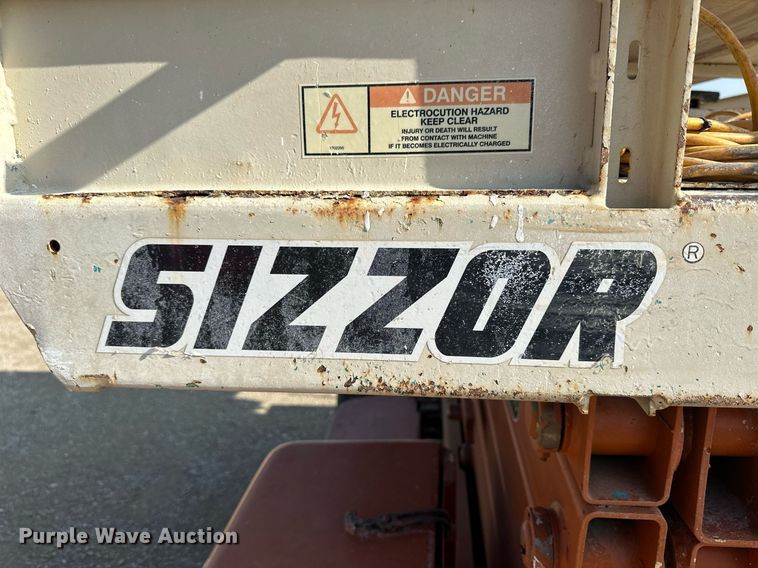 DANGER
ELECTROCUTION HAZARD
KEEP CLEAR
INJURY OR DEATH WILL RESULT
FROM CONTACT WITH MACHINE
IF IT BECOMES ELECTRICALLY CHARGED
1702265
SIZZOR ®
Purple Wave Auction